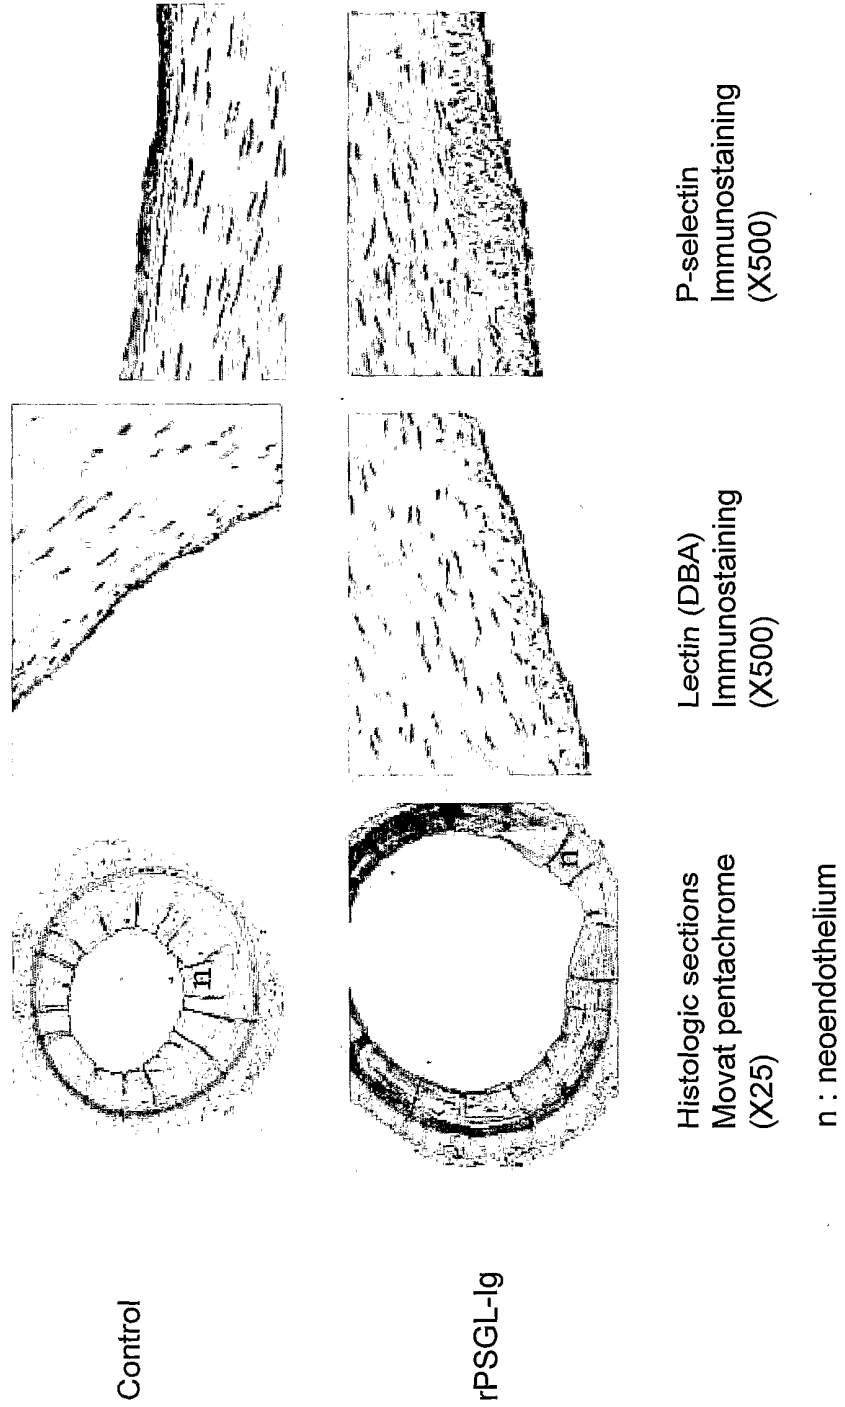 Control
n
rPSGL-Ig
n
Histologic sections
Movat pentachrome
(X25)
Lectin (DBA)
Immunostaining
(X500)
P-selectin
Immunostaining
(X500)
n : neoendothelium